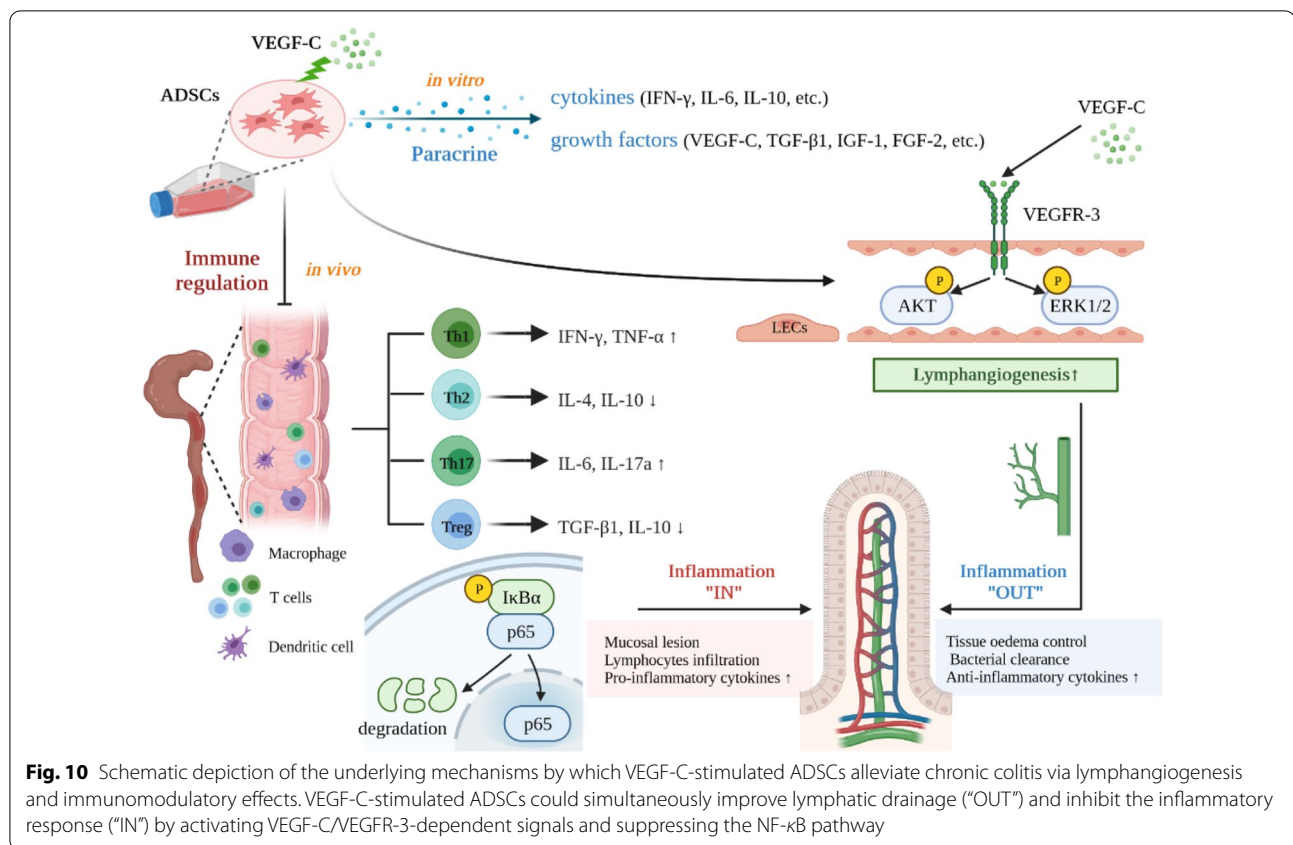 VEGF-C
ADSCs
in vitro
Paracrine
cytokines (IFN-γ, IL-6, IL-10, etc.)
growth factors (VEGF-C, TGF-β1, IGF-1, FGF-2, etc.)
VEGF-C
VEGFR-3
P
P
AKT
ERK1/2
LECs
Lymphangiogenesis↑
Immune
regulation
in vivo
Th1
IFN-γ, TNF-α ↑
Th2
IL-4, IL-10 ↓
Th17
IL-6, IL-17a ↑
Treg
TGF-β1, IL-10 ↓
Macrophage
T cells
Dendritic cell
P
IκBα
p65
degradation
p65
Inflammation
"IN"
Mucosal lesion
Lymphocytes infiltration
Pro-inflammatory cytokines ↑
Inflammation
"OUT"
Tissue oedema control
Bacterial clearance
Anti-inflammatory cytokines ↑
Fig. 10 Schematic depiction of the underlying mechanisms by which VEGF-C-stimulated ADSCs alleviate chronic colitis via lymphangiogenesis
and immunomodulatory effects. VEGF-C-stimulated ADSCs could simultaneously improve lymphatic drainage (“OUT”) and inhibit the inflammatory
response (“IN”) by activating VEGF-C/VEGFR-3-dependent signals and suppressing the NF-κB pathway